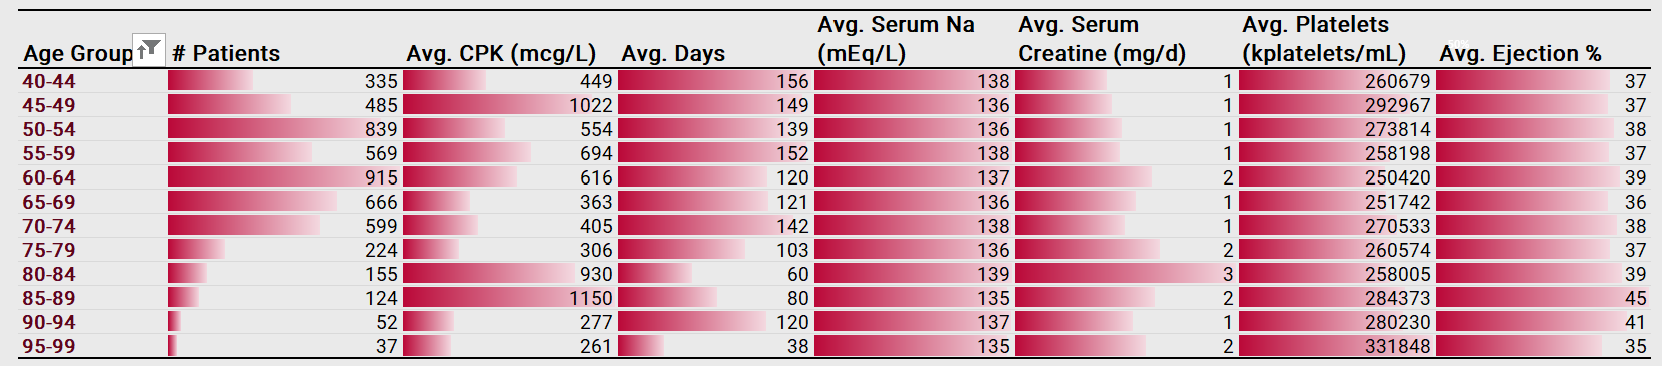 Avg. Serum Na Avg. Serum Avg. Platelets
Age Group # Patients Avg. CPK (mcg/L) Avg. Days (mEq/L) Creatine (mg/d) (kplatelets/mL) Avg. Ejection %
40-44 335 449 156 138 1 260679 37
45-49 485 1022 149 136 1 292967 37
50-54 839 554 139 136 1 273814 38
55-59 569 694 152 138 1 258198 37
60-64 915 616 120 137 2 250420 39
65-69 666 363 121 136 1 251742 36
70-74 599 405 142 138 1 270533 38
75-79 224 306 103 136 2 260574 37
80-84 155 930 60 139 3 258005 39
85-89 124 1150 80 135 2 284373 45
90-94 52 277 120 137 1 280230 41
95-99 37 261 38 135 2 331848 35